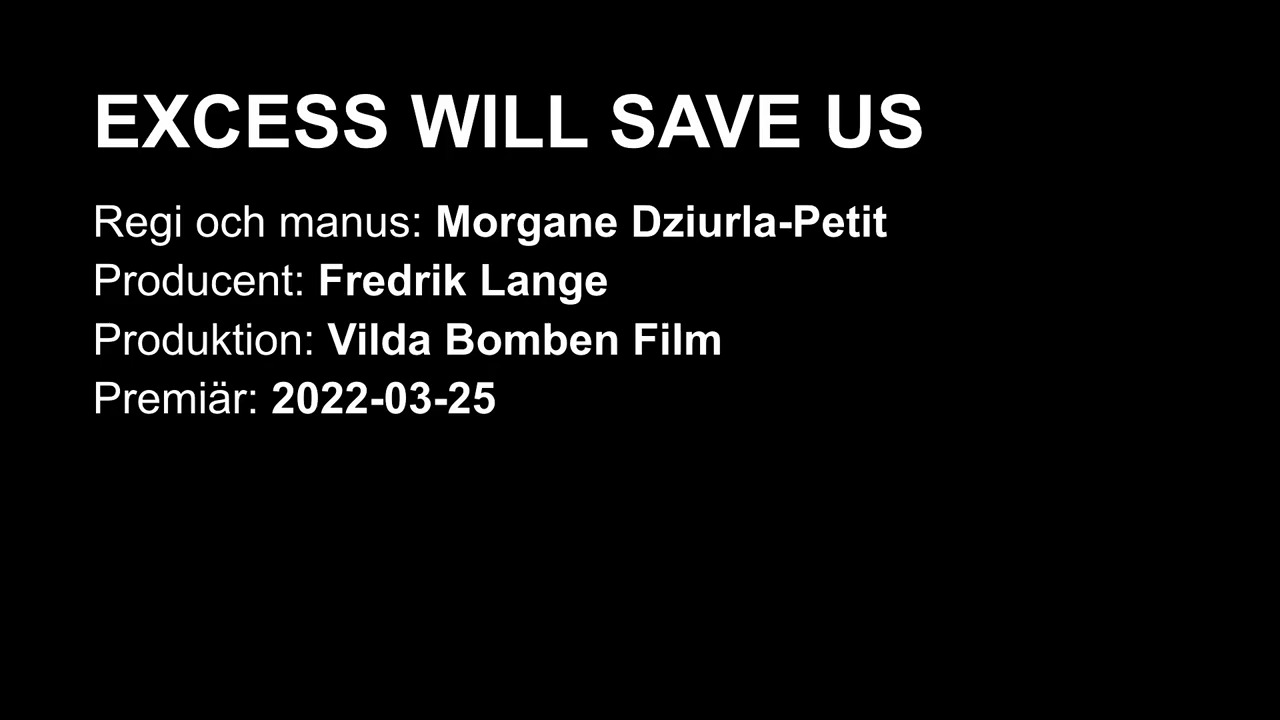 EXCESS WILL SAVE US
Regi och manus: Morgane Dziurla-Petit
Producent: Fredrik Lange
Produktion: Vilda Bomben Film
Premiär: 2022-03-25